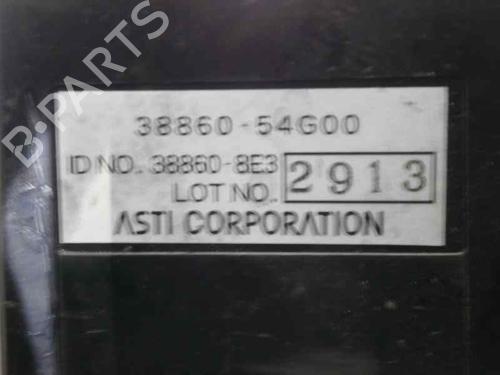 B-PARTS
38860-54G00
ID NO. 38860-8E3
LOT NO. 2913
ASTI CORPORATION